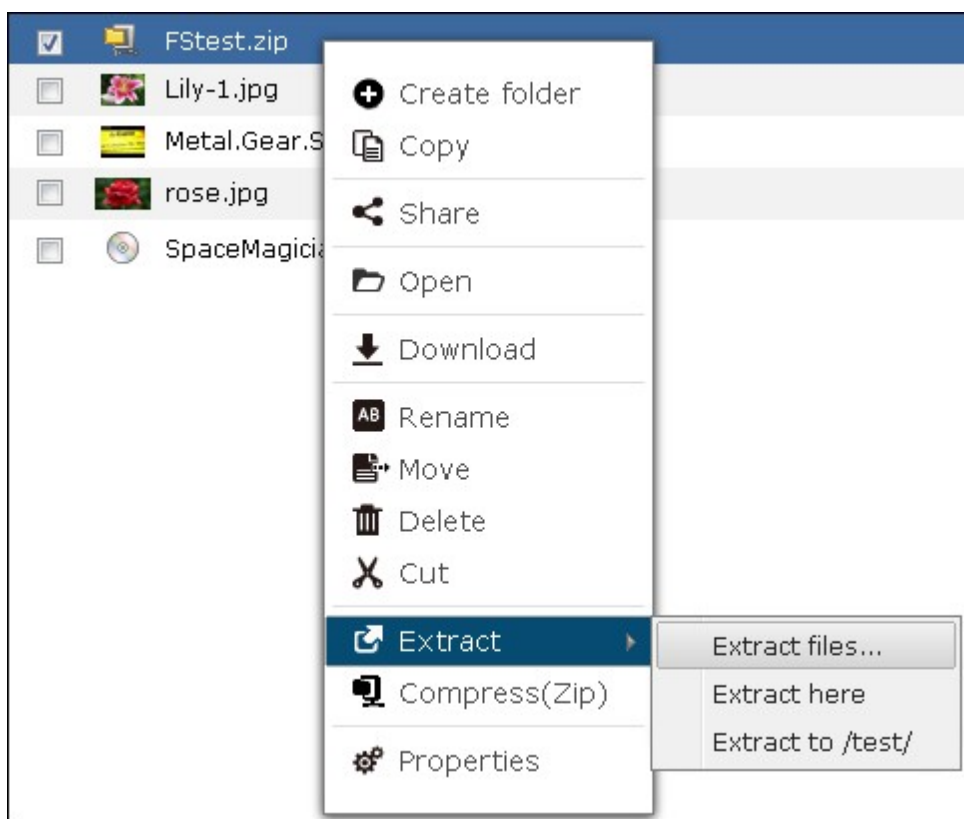 FStest.zip
Lily-1.jpg
Metal.Gear.S
rose.jpg
SpaceMagicia
Create folder
Copy
Share
Open
Download
AB Rename
Move
Delete
Cut
Extract
Compress(Zip)
Properties
Extract files...
Extract here
Extract to /test/